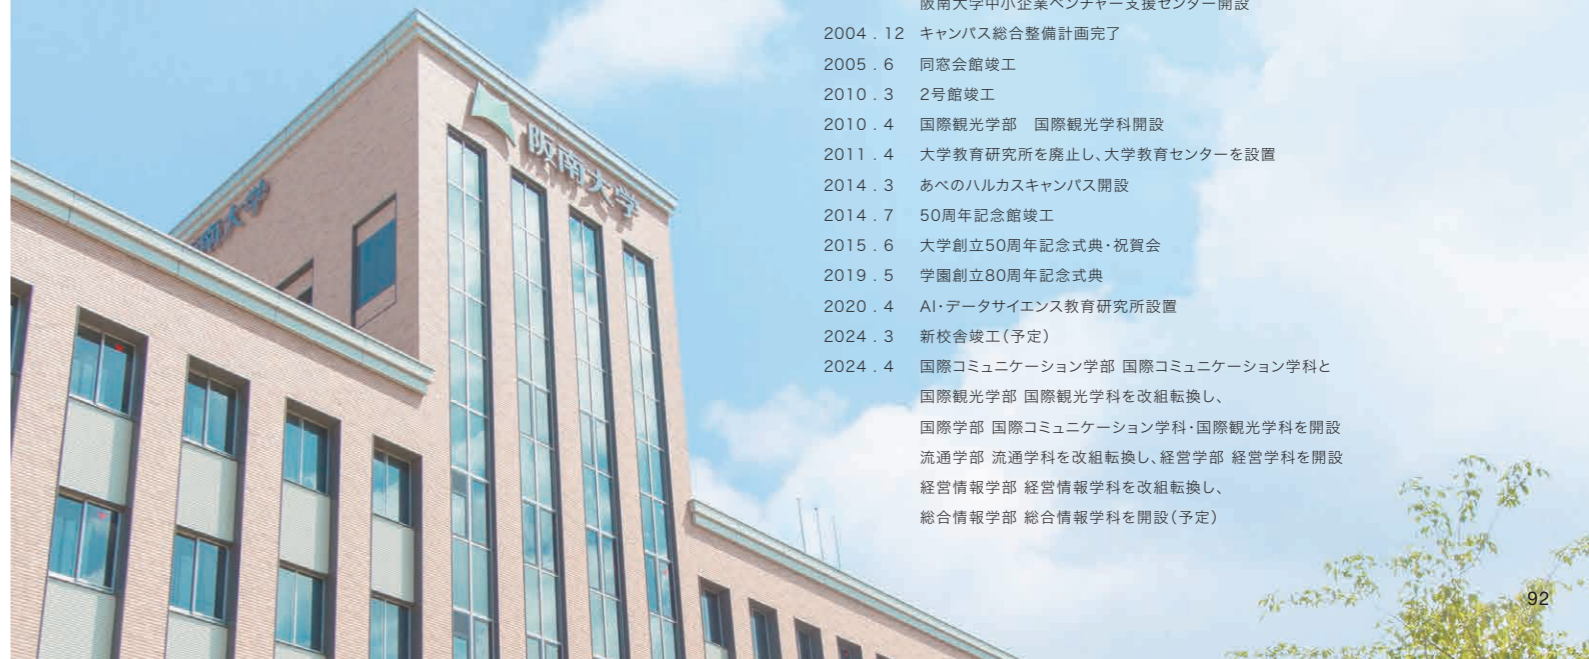 阪南大学中小企業ベンチャー支援センター開設
2004 . 12 キャンパス総合整備計画完了
2005 . 6 同窓会館竣工
2010 . 3 2号館竣工
2010 . 4 国際観光学部 国際観光学科開設
2011 . 4 大学教育研究所を廃止し、大学教育センターを設置
2014 . 3 あべのハルカスキャンパス開設
2014 . 7 50周年記念館竣工
2015 . 6 大学創立50周年記念式典・祝賀会
2019 . 5 学園創立80周年記念式典
2020 . 4 AI・データサイエンス教育研究所設置
2024 . 3 新校舎竣工(予定)
2024 . 4 国際コミュニケーション学部 国際コミュニケーション学科と
国際観光学部 国際観光学科を改組転換し、
国際学部 国際コミュニケーション学科・国際観光学科を開設
流通学部 流通学科を改組転換し、経営学部 経営学科を開設
経営情報学部 経営情報学科を改組転換し、
総合情報学部 総合情報学科を開設(予定)
阪南大学
南大学
92